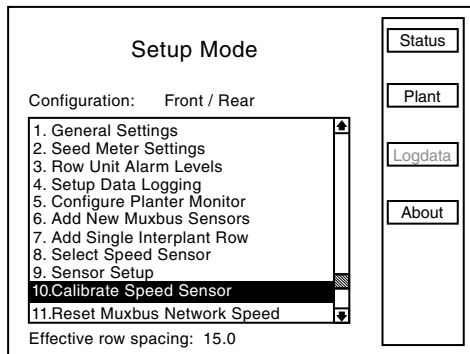 Setup Mode
Configuration: Front / Rear
1. General Settings
2. Seed Meter Settings
3. Row Unit Alarm Levels
4. Setup Data Logging
5. Configure Planter Monitor
6. Add New Muxbus Sensors
7. Add Single Interplant Row
8. Select Speed Sensor
9. Sensor Setup
10.Calibrate Speed Sensor
11.Reset Muxbus Network Speed
Effective row spacing: 15.0
Status
Plant
Logdata
About